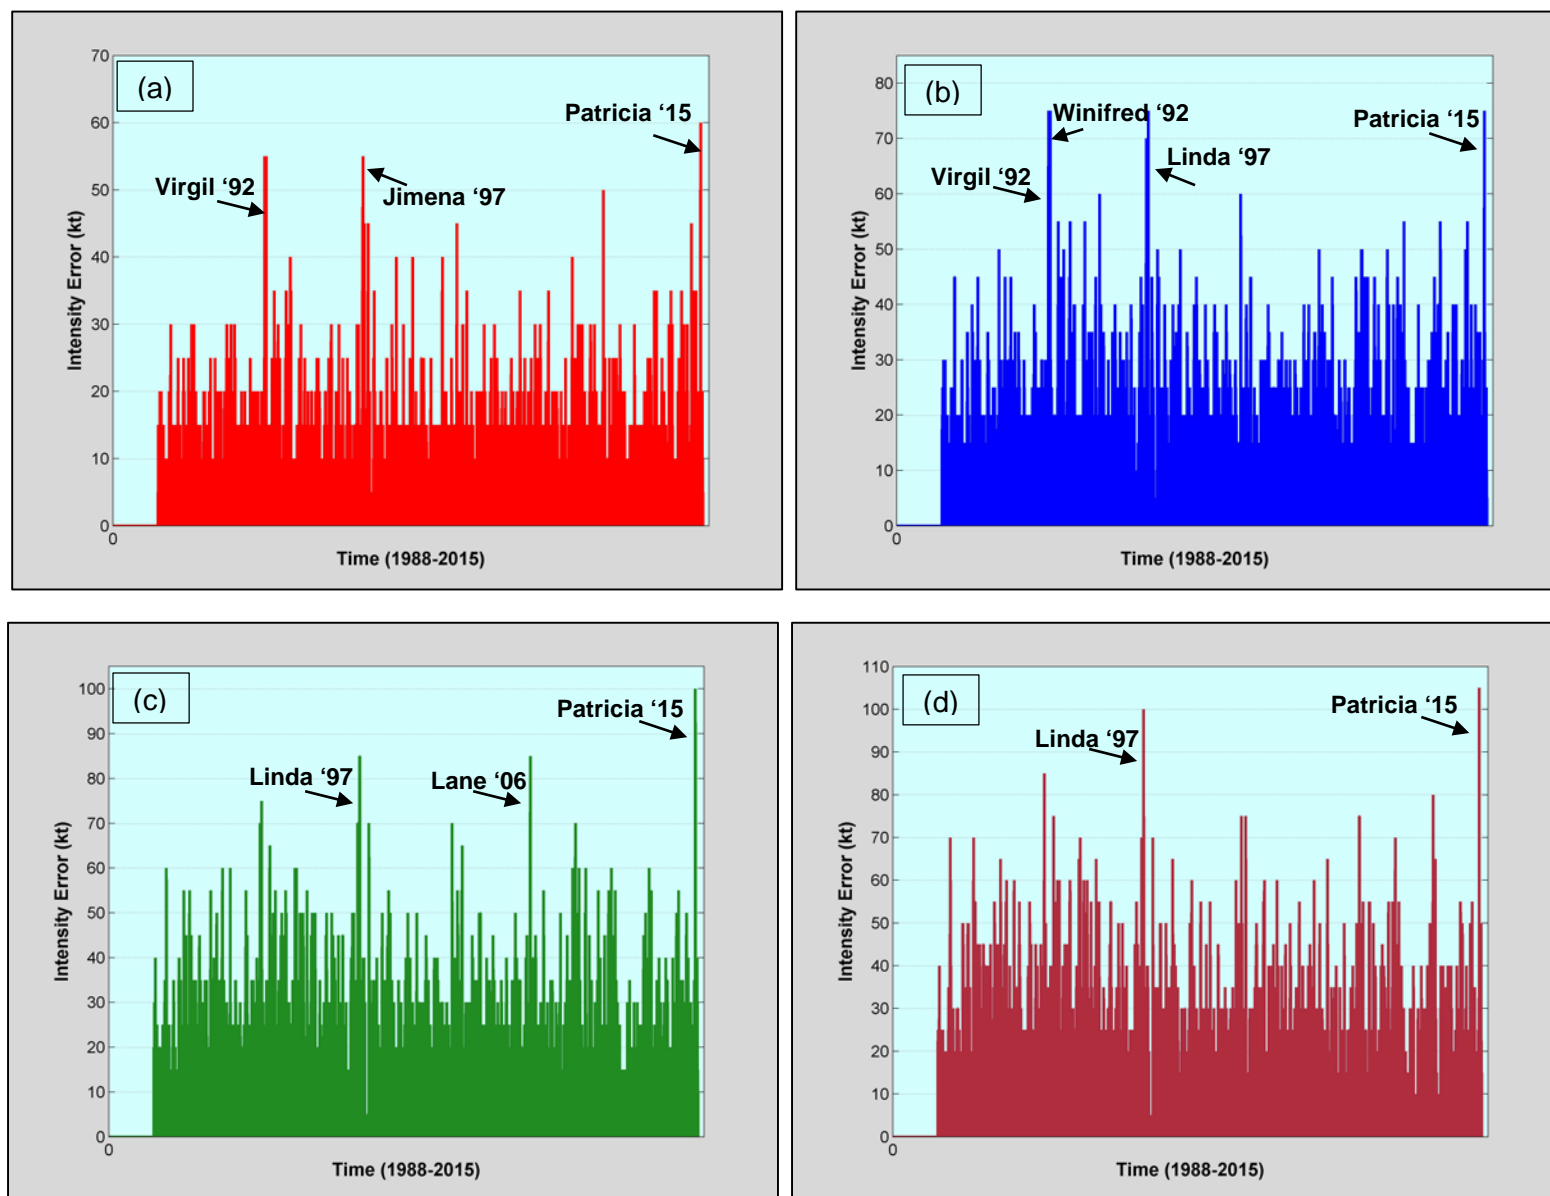 (a)
70
60
50
40
30
20
10
0
0
Intensity Error (kt)
Time (1988-2015)
Virgil ‘92
Jimena ‘97
Patricia ‘15
(b)
80
70
60
50
40
30
20
10
0
0
Intensity Error (kt)
Time (1988-2015)
Winifred ‘92
Virgil ‘92
Linda ‘97
Patricia ‘15
(c)
100
90
80
70
60
50
40
30
20
10
0
0
Intensity Error (kt)
Time (1988-2015)
Linda ‘97
Lane ‘06
Patricia ‘15
(d)
110
100
90
80
70
60
50
40
30
20
10
0
0
Intensity Error (kt)
Time (1988-2015)
Linda ‘97
Patricia ‘15